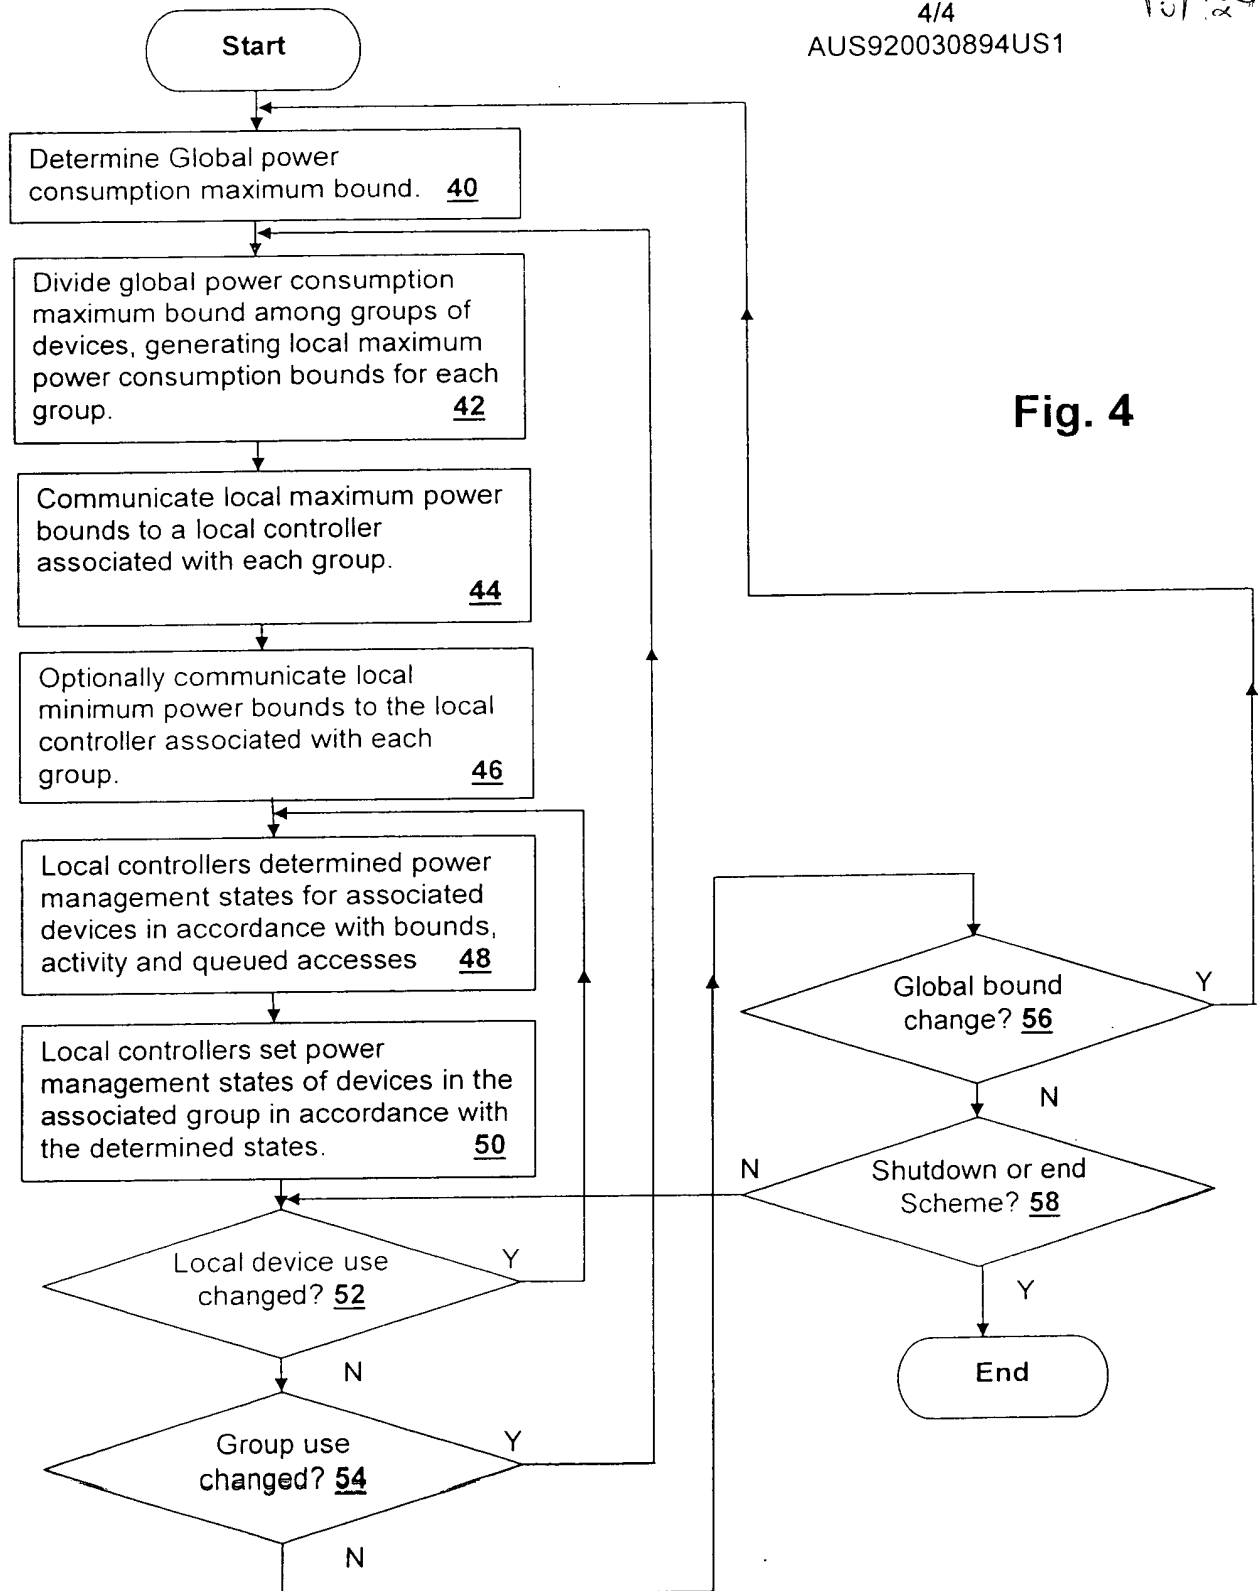 4/4
AUS920030894US1
Start
Determine Global power
consumption maximum bound. 40
Divide global power consumption
maximum bound among groups of
devices, generating local maximum
power consumption bounds for each
group. 42
Fig. 4
Communicate local maximum power
bounds to a local controller
associated with each group.
44
Optionally communicate local
minimum power bounds to the local
controller associated with each
group. 46
Local controllers determined power
management states for associated
devices in accordance with bounds,
activity and queued accesses 48
Local controllers set power
management states of devices in the
associated group in accordance with
the determined states. 50
Local device use
changed? 52
Y
N
Group use
changed? 54
Y
N
Global bound
change? 56
Y
N
Shutdown or end
Scheme? 58
N
Y
End